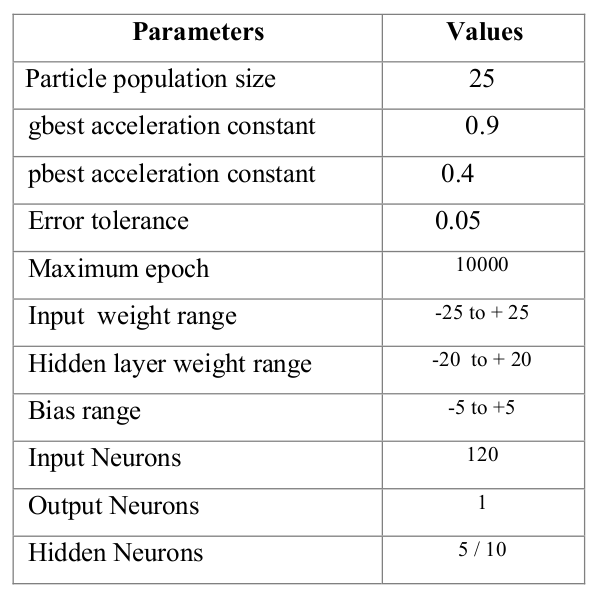 Parameters Values
Particle population size 25
gbest acceleration constant 0.9
pbest acceleration constant 0.4
Error tolerance 0.05
Maximum epoch 10000
Input weight range -25 to + 25
Hidden layer weight range -20 to + 20
Bias range -5 to +5
Input Neurons 120
Output Neurons 1
Hidden Neurons 5 / 10